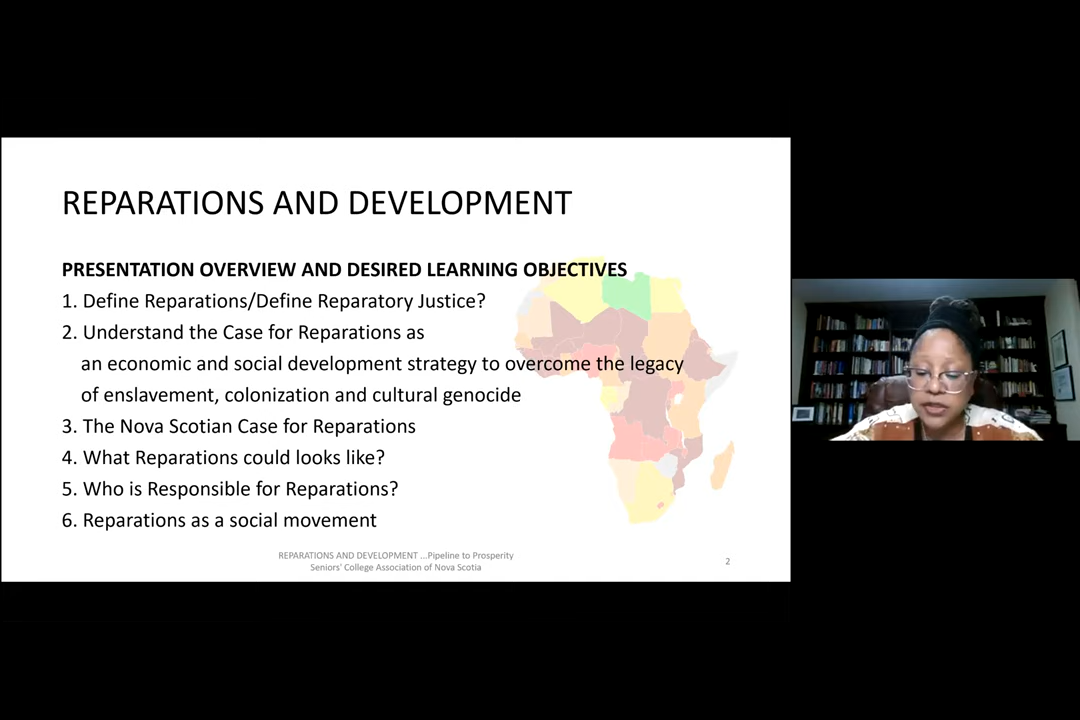 REPARATIONS AND DEVELOPMENT
PRESENTATION OVERVIEW AND DESIRED LEARNING OBJECTIVES
1. Define Reparations/Define Reparatory Justice?
2. Understand the Case for Reparations as
an economic and social development strategy to overcome the legacy
of enslavement, colonization and cultural genocide
3. The Nova Scotian Case for Reparations
4. What Reparations could looks like?
5. Who is Responsible for Reparations?
6. Reparations as a social movement
REPARATIONS AND DEVELOPMENT ...Pipeline to Prosperity
Seniors' College Association of Nova Scotia
2